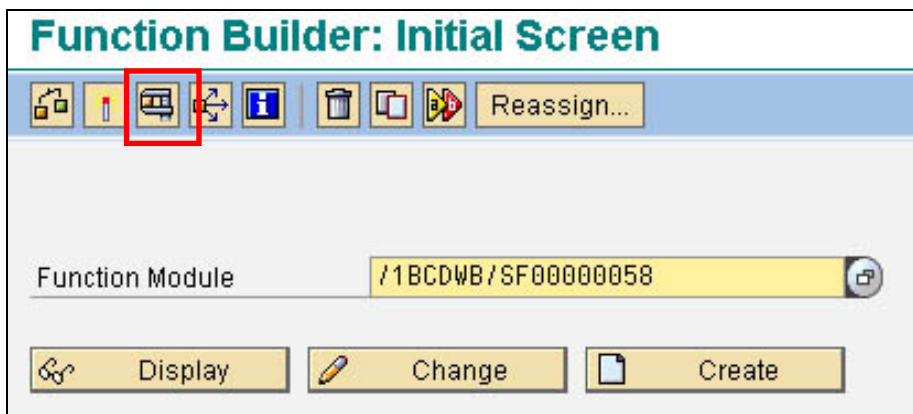 Function Builder: Initial Screen
Reassign...
Function Module /1BCDWB/SF00000058
Display Change Create